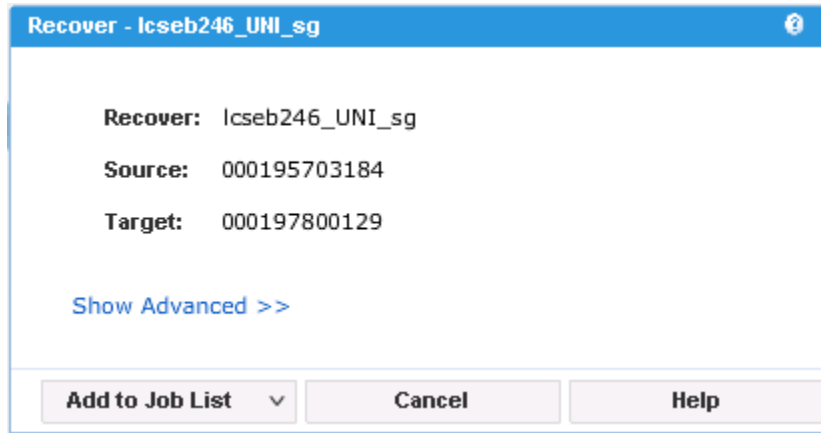 Recover - lcseb246_UNI_sg
Recover: lcseb246_UNI_sg
Source: 000195703184
Target: 000197800129
Show Advanced >>
Add to Job List Cancel Help